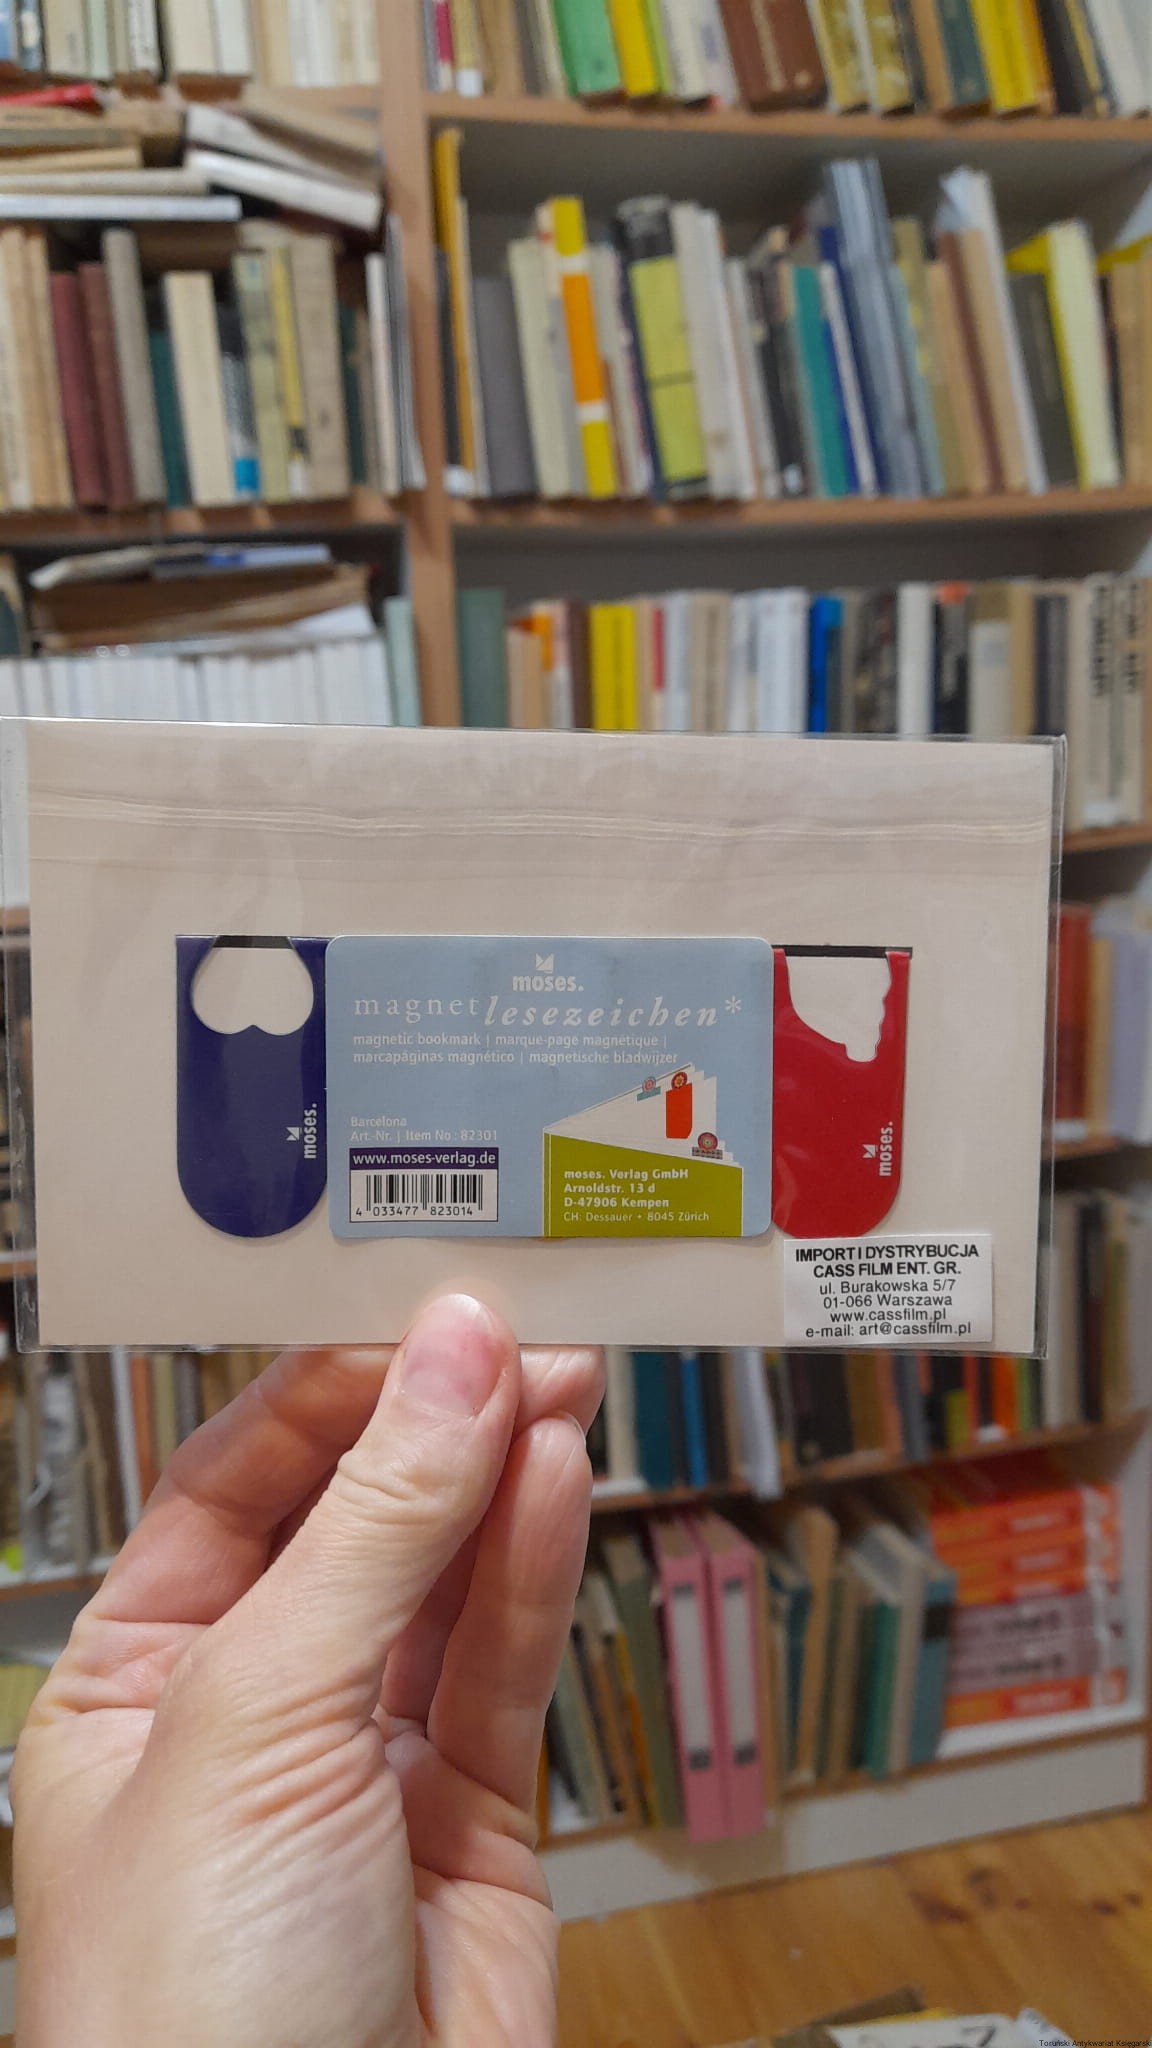 moses.
magnetlesezeichen*
magnetic bookmark | marque-page magnétique |
marcapáginas magnético | magnetische bladwijzer
Barcelona
Art.-Nr. | Item No.: 82301
www.moses-verlag.de
4 033477 823014
moses. Verlag GmbH
Arnoldstr. 13 d
D-47906 Kempen
CH: Dessauer • 8045 Zürich
moses.
moses.
IMPORT I DYSTRYBUCJA
CASS FILM ENT. GR.
ul. Burakowska 5/7
01-066 Warszawa
www.cassfilm.pl
e-mail: art@cassfilm.pl
Toruński Antykwariat Księgarski